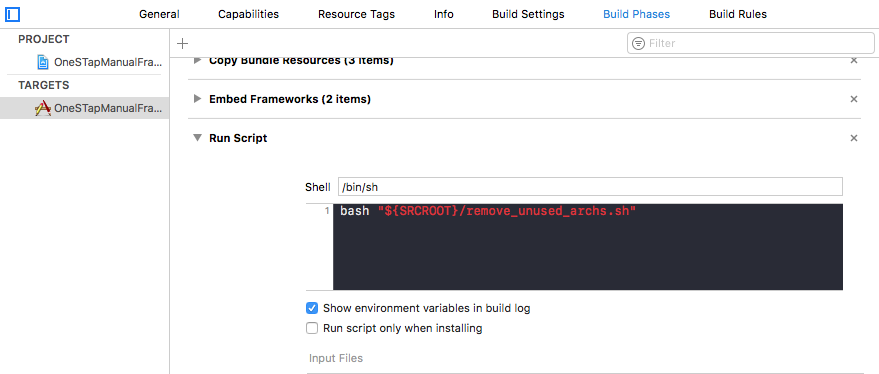 General Capabilities Resource Tags Info Build Settings Build Phases Build Rules
PROJECT
OneSTapManualFra...
TARGETS
OneSTapManualFra...
Filter
Copy Bundle Resources (3 items)
Embed Frameworks (2 items)
Run Script
Shell /bin/sh
1 bash "${SRCROOT}/remove_unused_archs.sh"
Show environment variables in build log
Run script only when installing
Input Files